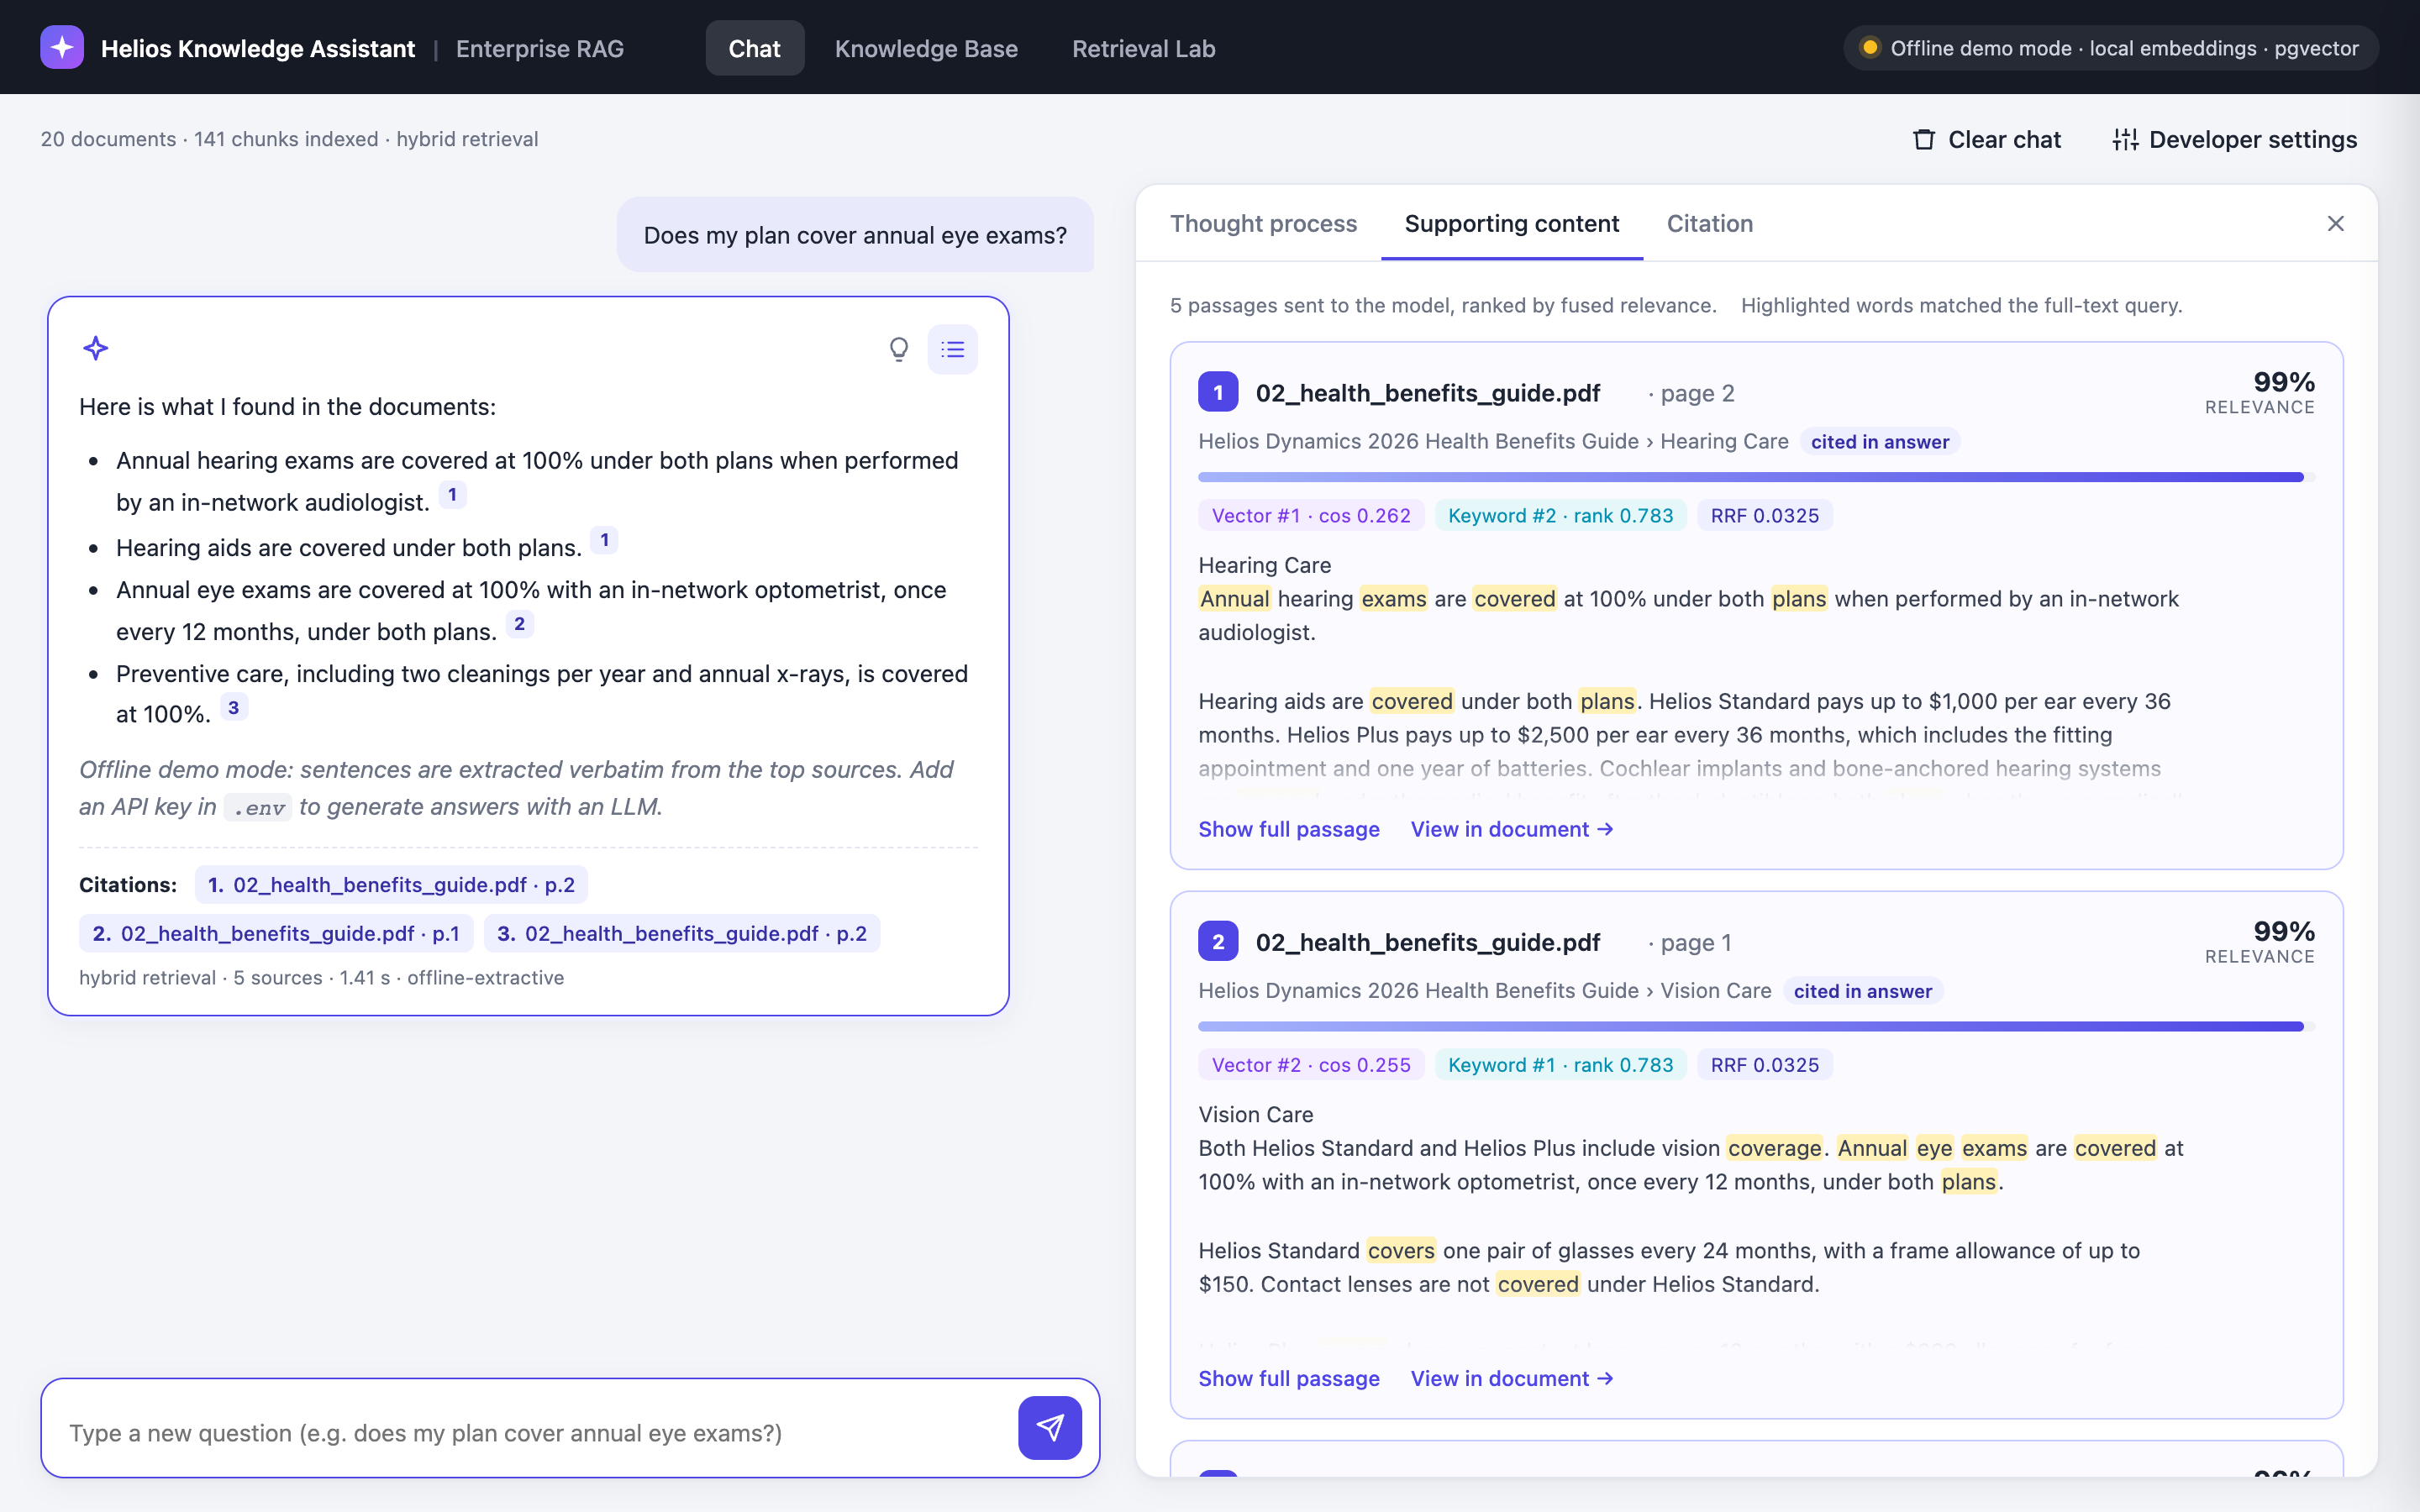 Helios Knowledge Assistant | Enterprise RAG
Chat
Knowledge Base
Retrieval Lab
Offline demo mode · local embeddings · pgvector
20 documents · 141 chunks indexed · hybrid retrieval
Clear chat
Developer settings
Does my plan cover annual eye exams?
Here is what I found in the documents:
• Annual hearing exams are covered at 100% under both plans when performed
by an in-network audiologist. 1
• Hearing aids are covered under both plans. 1
• Annual eye exams are covered at 100% with an in-network optometrist, once
every 12 months, under both plans. 2
• Preventive care, including two cleanings per year and annual x-rays, is covered
at 100%. 3
Offline demo mode: sentences are extracted verbatim from the top sources. Add
an API key in .env to generate answers with an LLM.
Citations: 1. 02_health_benefits_guide.pdf · p.2
2. 02_health_benefits_guide.pdf · p.1 3. 02_health_benefits_guide.pdf · p.2
hybrid retrieval · 5 sources · 1.41 s · offline-extractive
Type a new question (e.g. does my plan cover annual eye exams?)
Thought process
Supporting content
Citation
5 passages sent to the model, ranked by fused relevance. Highlighted words matched the full-text query.
1 02_health_benefits_guide.pdf · page 2
99%
RELEVANCE
Helios Dynamics 2026 Health Benefits Guide › Hearing Care cited in answer
Vector #1 · cos 0.262 Keyword #2 · rank 0.783 RRF 0.0325
Hearing Care
Annual hearing exams are covered at 100% under both plans when performed by an in-network
audiologist.
Hearing aids are covered under both plans. Helios Standard pays up to $1,000 per ear every 36
months. Helios Plus pays up to $2,500 per ear every 36 months, which includes the fitting
appointment and one year of batteries. Cochlear implants and bone-anchored hearing systems
Show full passage View in document →
2 02_health_benefits_guide.pdf · page 1
99%
RELEVANCE
Helios Dynamics 2026 Health Benefits Guide › Vision Care cited in answer
Vector #2 · cos 0.255 Keyword #1 · rank 0.783 RRF 0.0325
Vision Care
Both Helios Standard and Helios Plus include vision coverage. Annual eye exams are covered at
100% with an in-network optometrist, once every 12 months, under both plans.
Helios Standard covers one pair of glasses every 24 months, with a frame allowance of up to
$150. Contact lenses are not covered under Helios Standard.
Show full passage View in document →